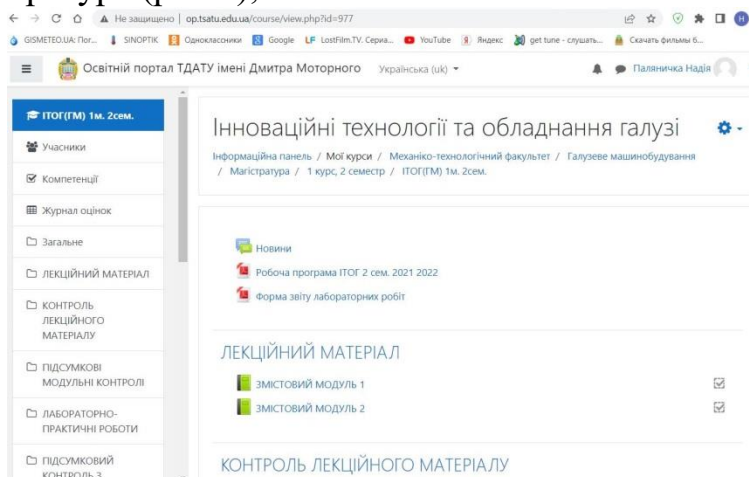 Не защищено | op.tsatu.edu.ua/course/view.php?id=977
GISMETEO.UA: Пог... SINOPTIK Одноклассники Google LostFilm.TV. Сериа... YouTube Яндекс get tune - слушать... Скачать фильмы б...
Освітній портал ТДАТУ імені Дмитра Моторного Українська (uk) Паляничка Надія
ІТОГ(ГМ) 1м. 2сем.
Учасники
Компетенції
Журнал оцінок
Загальне
ЛЕКЦІЙНИЙ МАТЕРІАЛ
КОНТРОЛЬ
ЛЕКЦІЙНОГО
МАТЕРІАЛУ
ПІДСУМКОВІ
МОДУЛЬНІ КОНТРОЛІ
ЛАБОРАТОРНО-
ПРАКТИЧНІ РОБОТИ
ПІДСУМКОВИЙ
КОНТРОЛЬ З
Інноваційні технології та обладнання галузі
Інформаційна панель / Мої курси / Механіко-технологічний факультет / Галузеве машинобудування
/ Магістратура / 1 курс, 2 семестр / ІТОГ(ГМ) 1м. 2сем.
Новини
Робоча програма ІТОГ 2 сем. 2021 2022
Форма звіту лабораторних робіт
ЛЕКЦІЙНИЙ МАТЕРІАЛ
ЗМІСТОВИЙ МОДУЛЬ 1
ЗМІСТОВИЙ МОДУЛЬ 2
КОНТРОЛЬ ЛЕКЦІЙНОГО МАТЕРІАЛУ